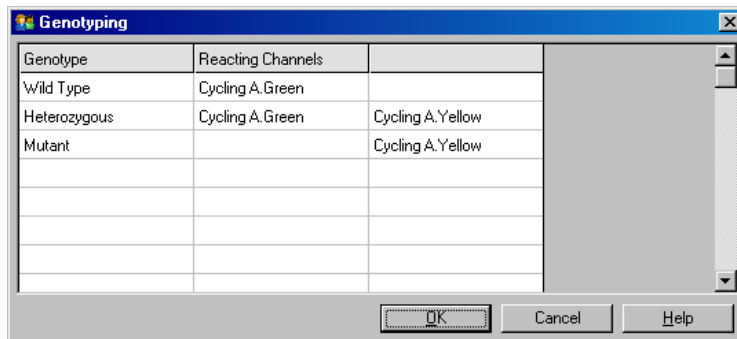 Genotyping
Genotype Reacting Channels
Wild Type Cycling A.Green
Heterozygous Cycling A.Green Cycling A.Yellow
Mutant Cycling A.Yellow
OK Cancel Help